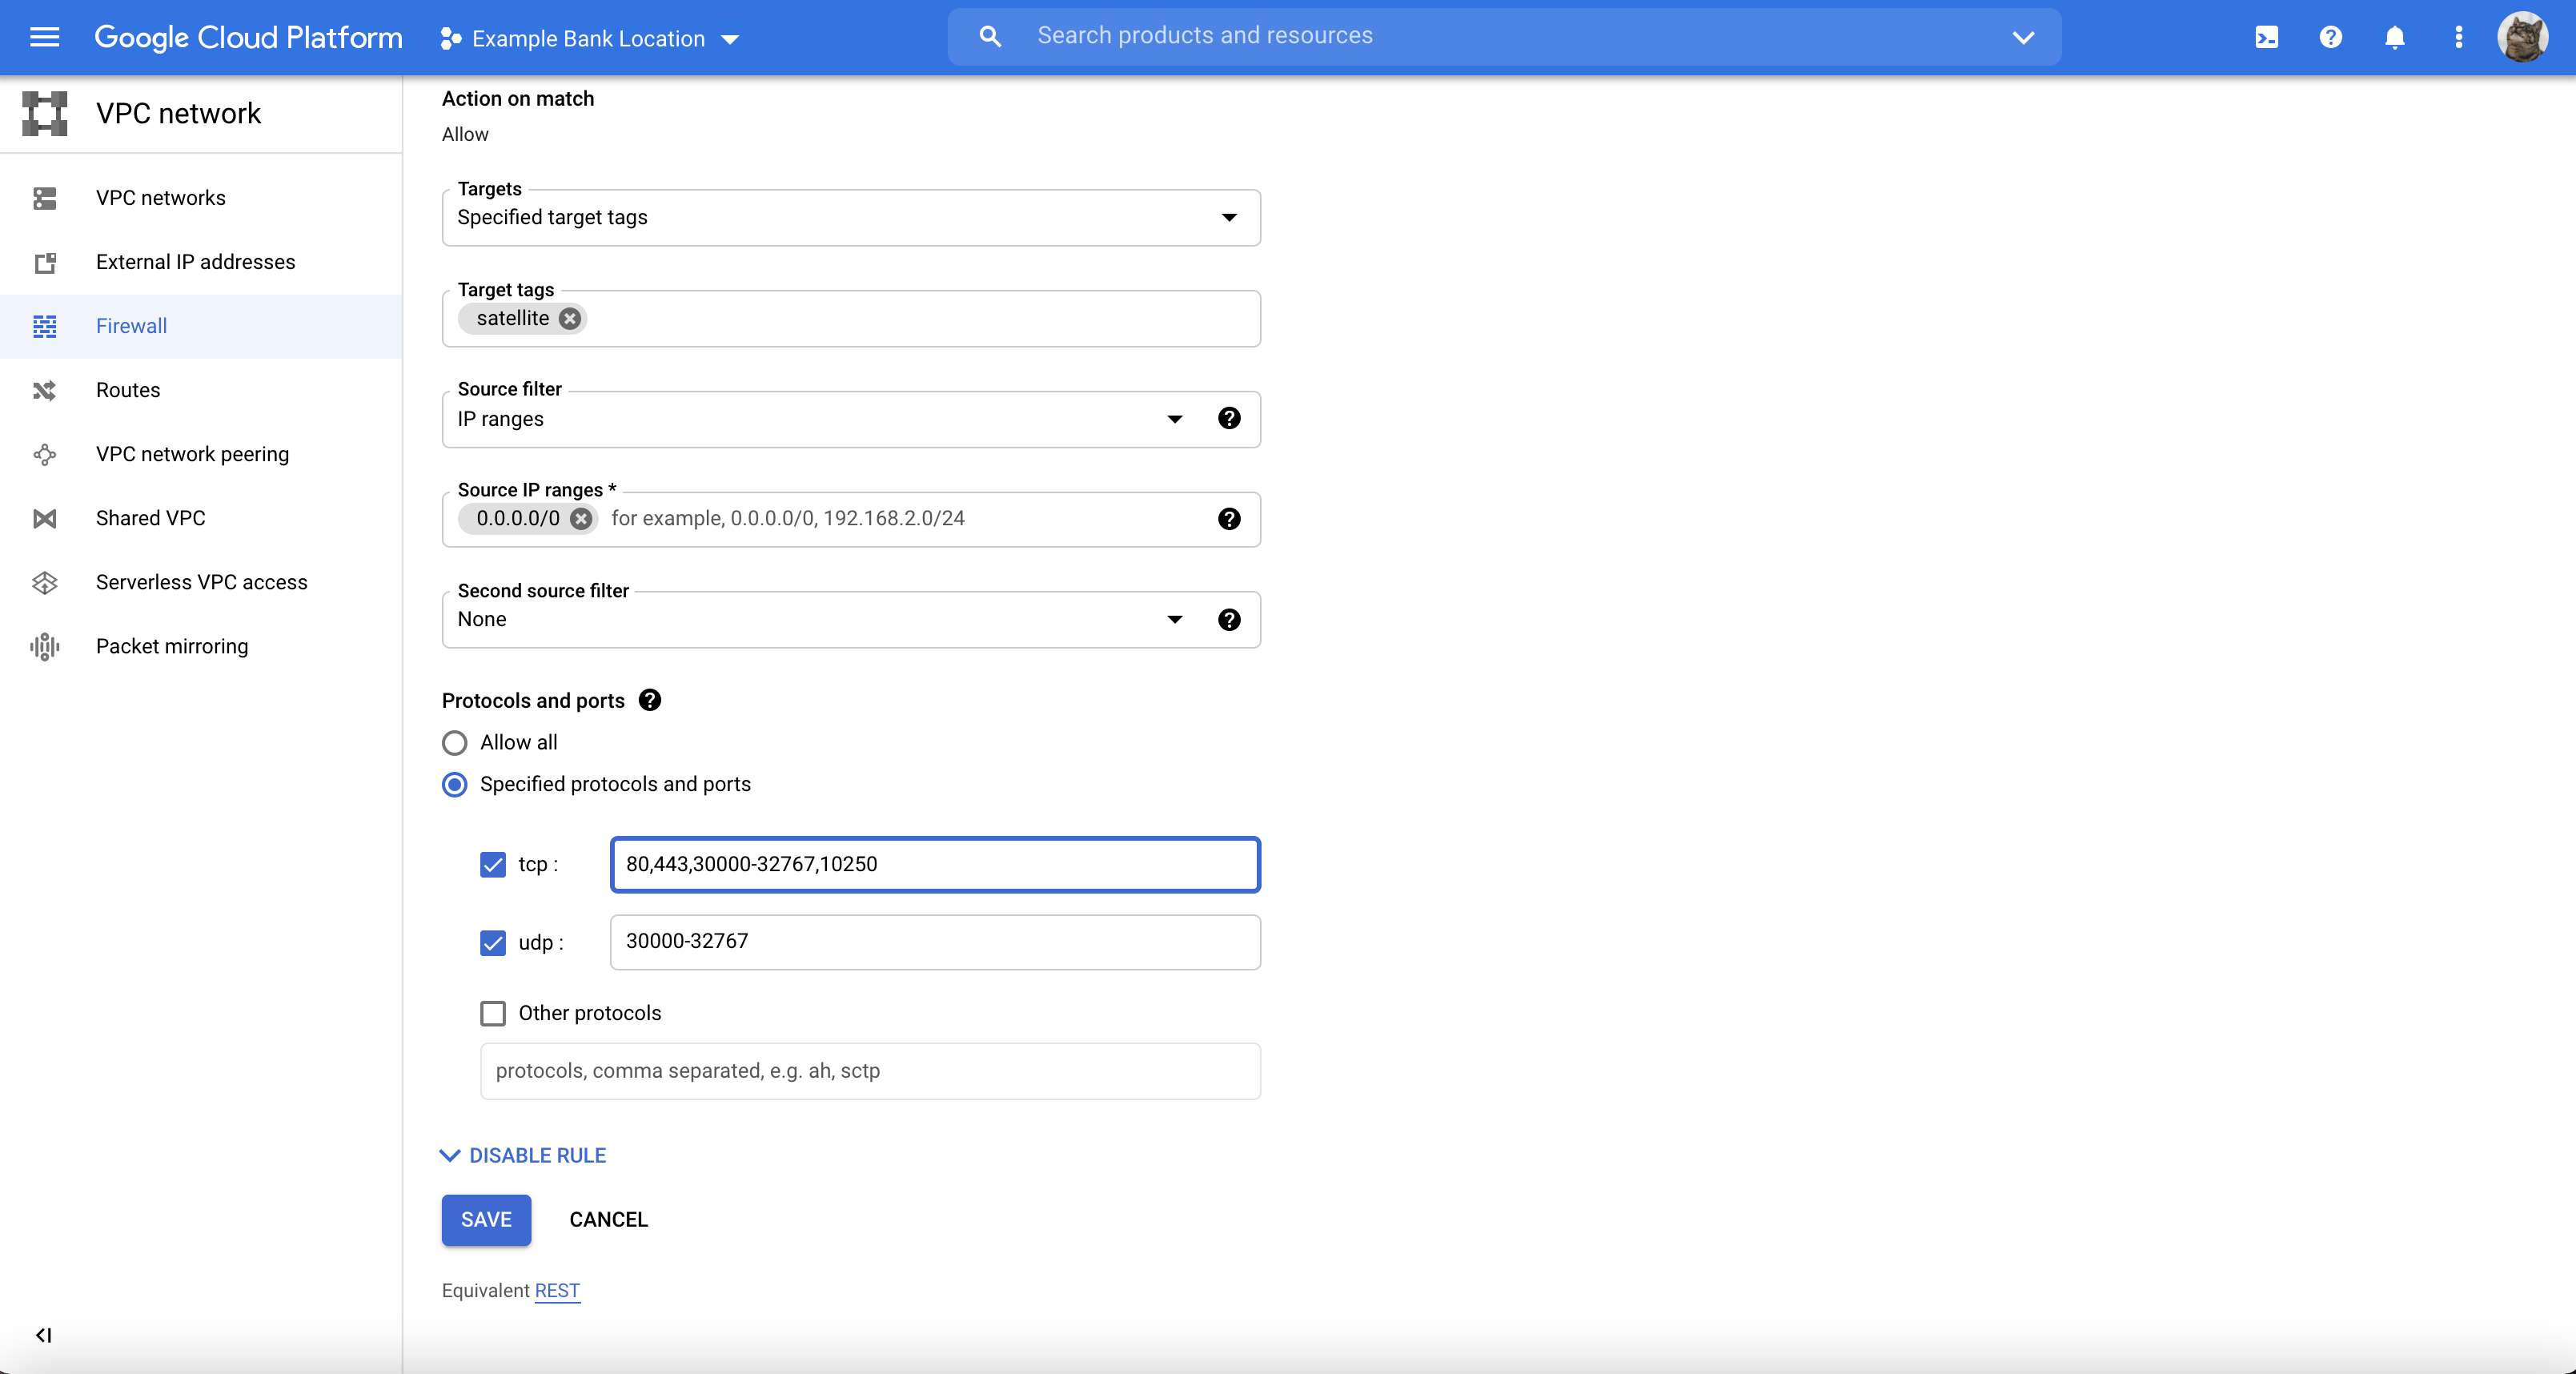 Google Cloud Platform
Example Bank Location
Search products and resources
VPC network
VPC networks
External IP addresses
Firewall
Routes
VPC network peering
Shared VPC
Serverless VPC access
Packet mirroring
Action on match
Allow
Targets
Specified target tags
Target tags
satellite
Source filter
IP ranges
Source IP ranges *
0.0.0.0/0 for example, 0.0.0.0/0, 192.168.2.0/24
Second source filter
None
Protocols and ports
Allow all
Specified protocols and ports
tcp : 80,443,30000-32767,10250
udp : 30000-32767
Other protocols
protocols, comma separated, e.g. ah, sctp
DISABLE RULE
SAVE CANCEL
Equivalent REST